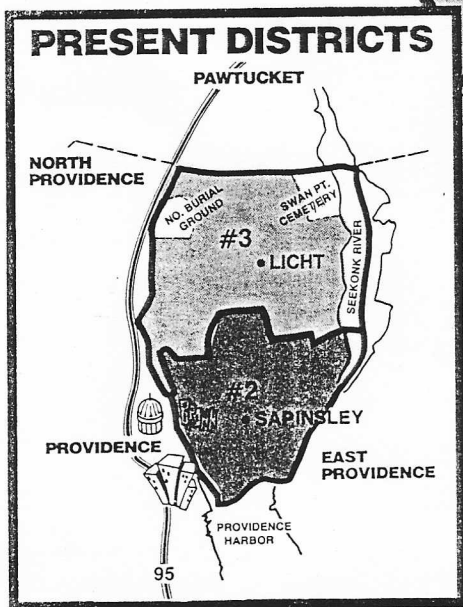 PRESENT DISTRICTS
PAWTUCKET
NORTH
PROVIDENCE
NO. BURIAL
GROUND
SWAN PT.
CEMETERY
#3
LICHT
SEEKONK RIVER
#2
SAPINSLEY
PROVIDENCE
EAST
PROVIDENCE
PROVIDENCE
HARBOR
95